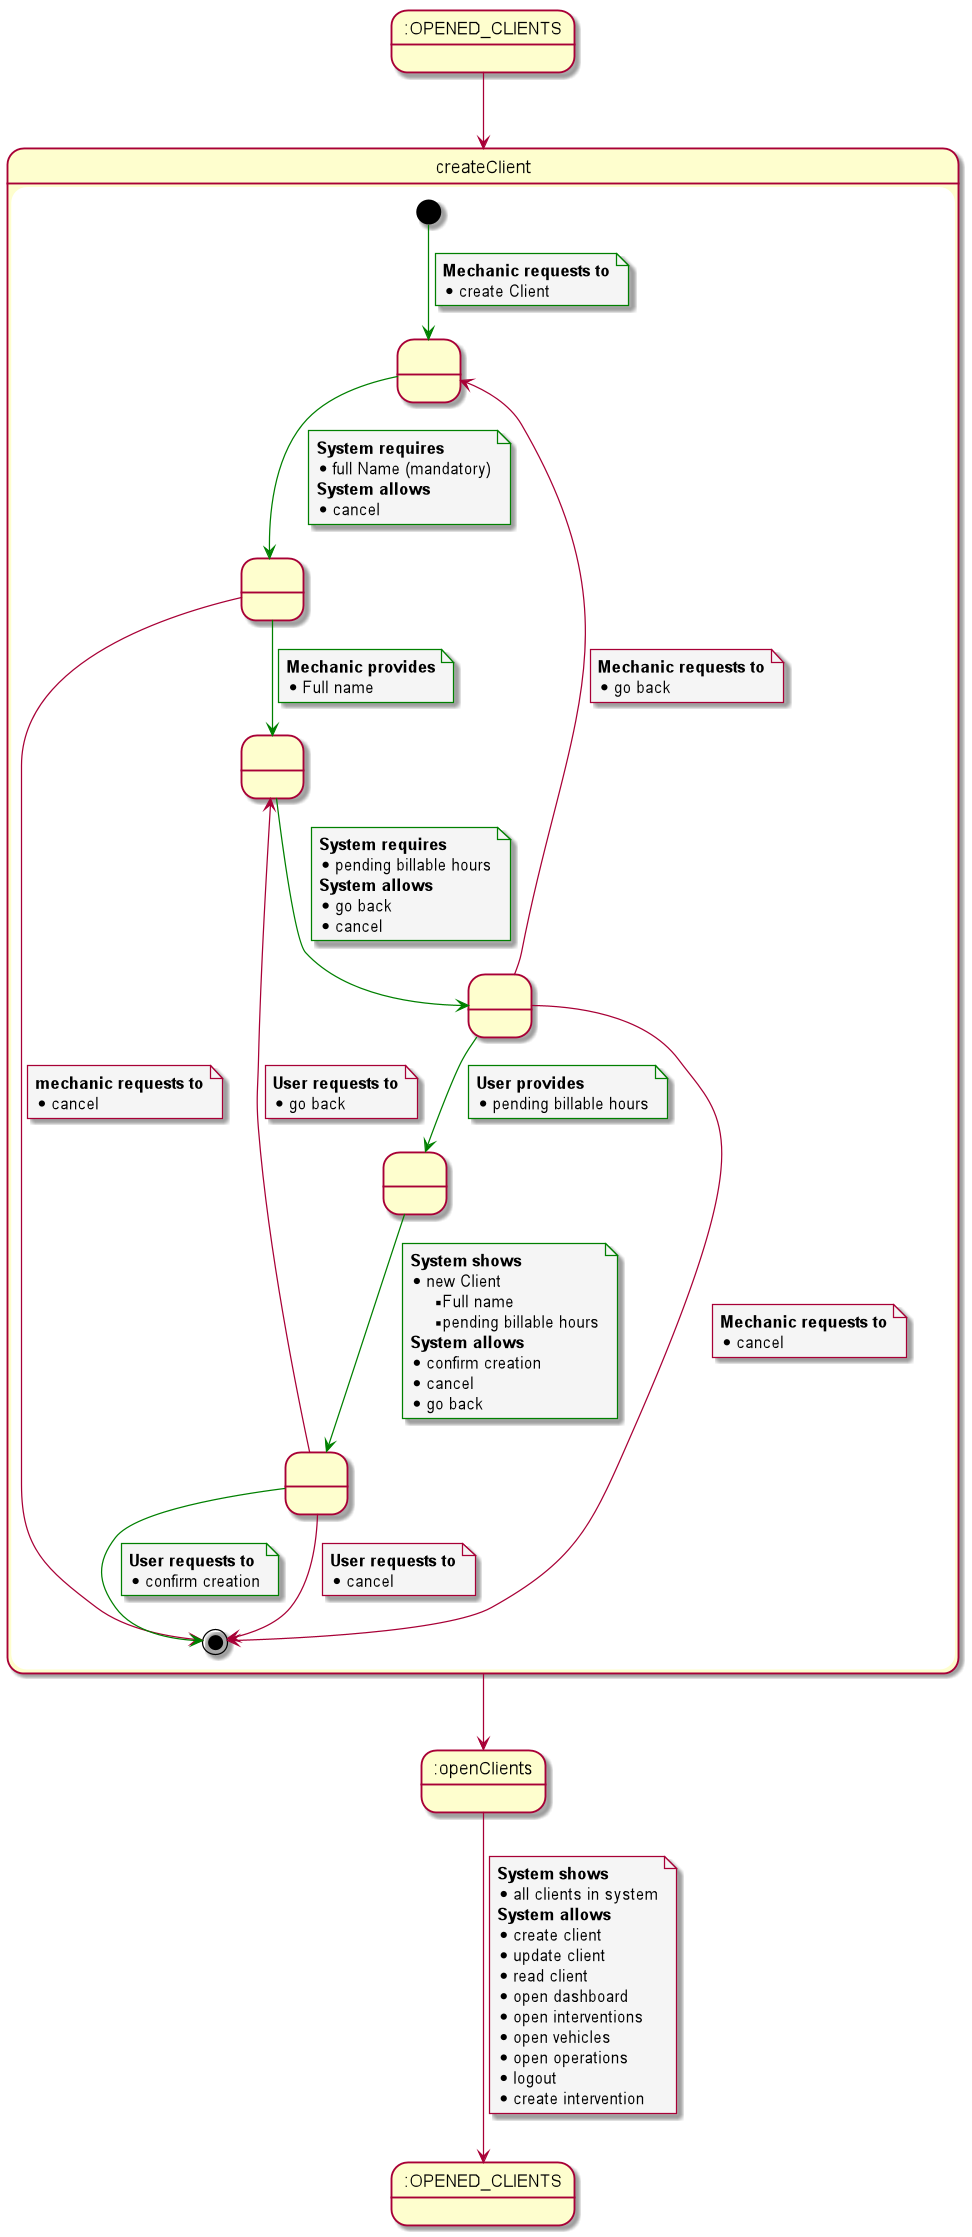 :OPENED_CLIENTS
createClient
Mechanic requests to
• create Client
System requires
• full Name (mandatory)
System allows
• cancel
Mechanic provides
• Full name
Mechanic requests to
• go back
System requires
• pending billable hours
System allows
• go back
• cancel
mechanic requests to
• cancel
User requests to
• go back
User provides
• pending billable hours
System shows
• new Client
▪ Full name
▪ pending billable hours
System allows
• confirm creation
• cancel
• go back
Mechanic requests to
• cancel
User requests to
• confirm creation
User requests to
• cancel
:openClients
System shows
• all clients in system
System allows
• create client
• update client
• read client
• open dashboard
• open interventions
• open vehicles
• open operations
• logout
• create intervention
:OPENED_CLIENTS